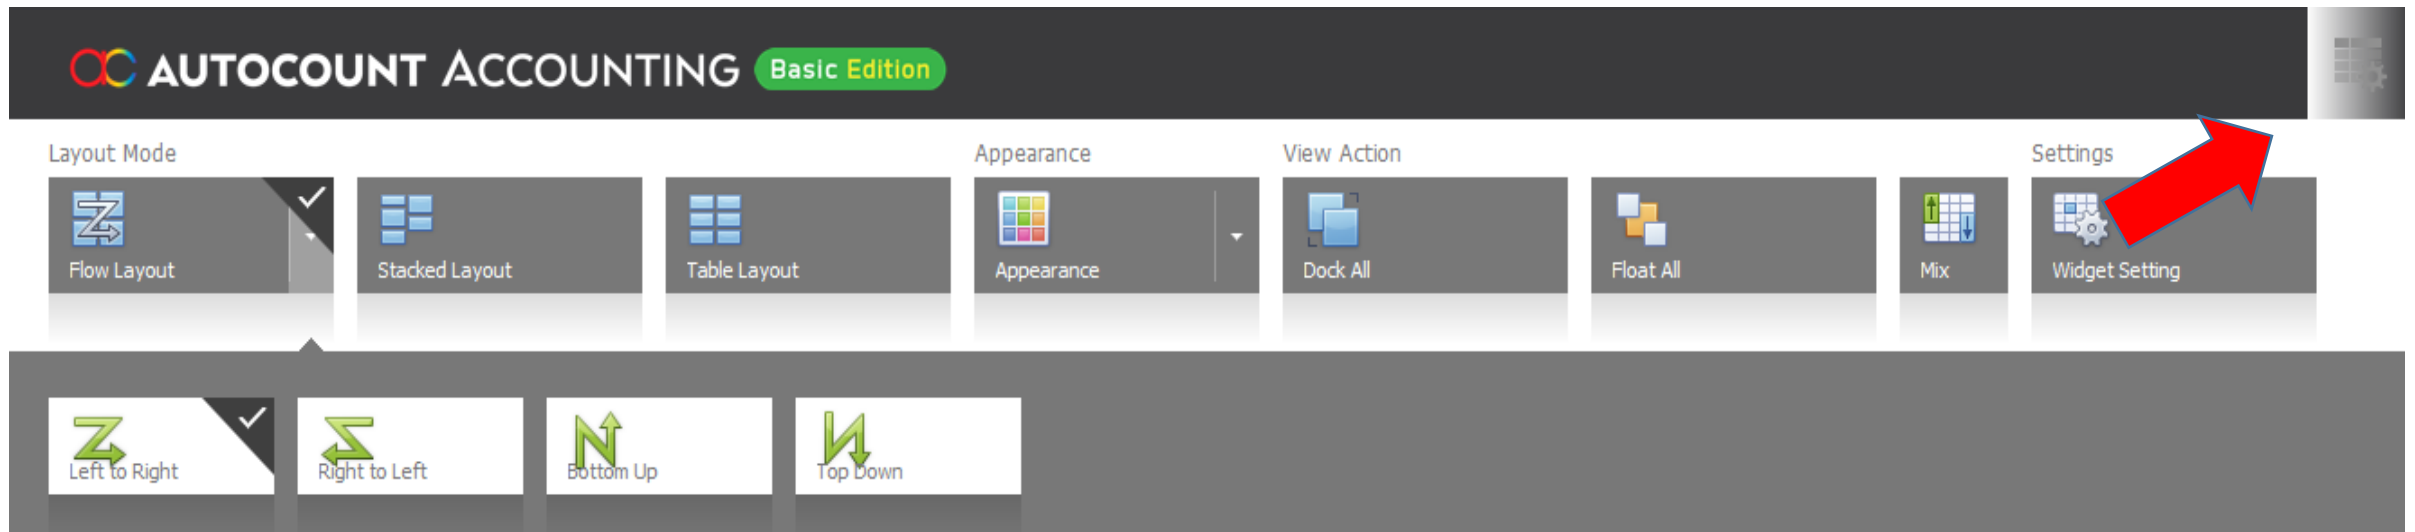 AUTOCOUNT ACCOUNTING Basic Edition
Layout Mode Appearance View Action Settings
Flow Layout Stacked Layout Table Layout Appearance Dock All Float All Mix Widget Setting
Left to Right Right to Left Bottom Up Top Down